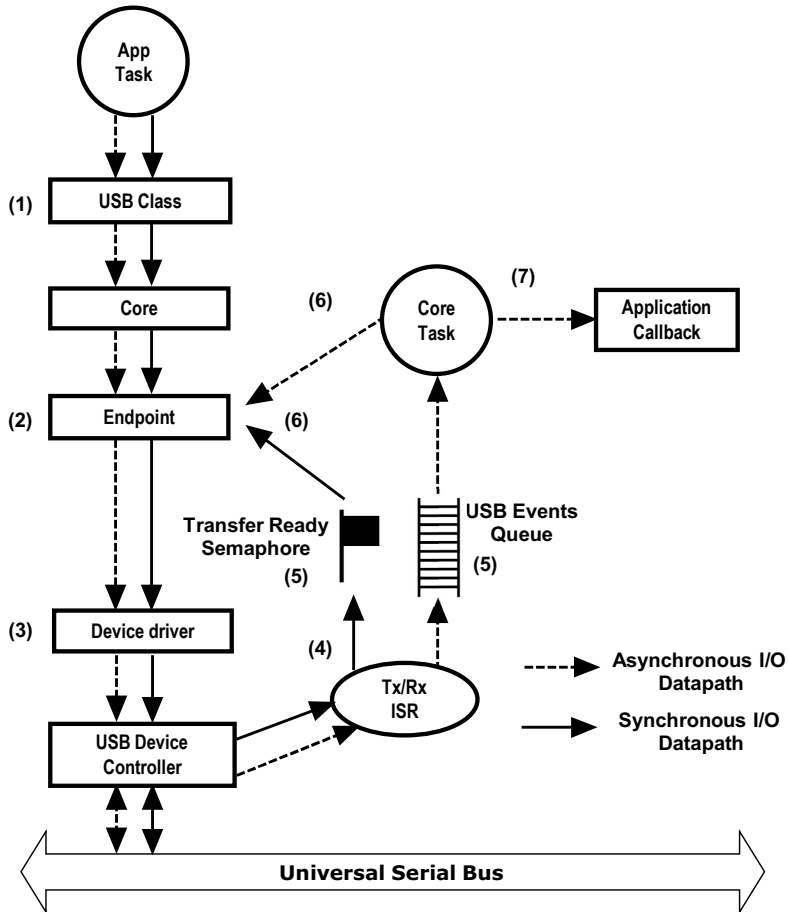 App
Task
(1)
USB Class
Core
(6)
Core
Task
(7)
Application
Callback
(2)
Endpoint
(6)
Transfer Ready
Semaphore
(5)
USB Events
Queue
(5)
(3)
Device driver
(4)
Tx/Rx
ISR
Asynchronous I/O
Datapath
USB Device
Controller
Synchronous I/O
Datapath
Universal Serial Bus